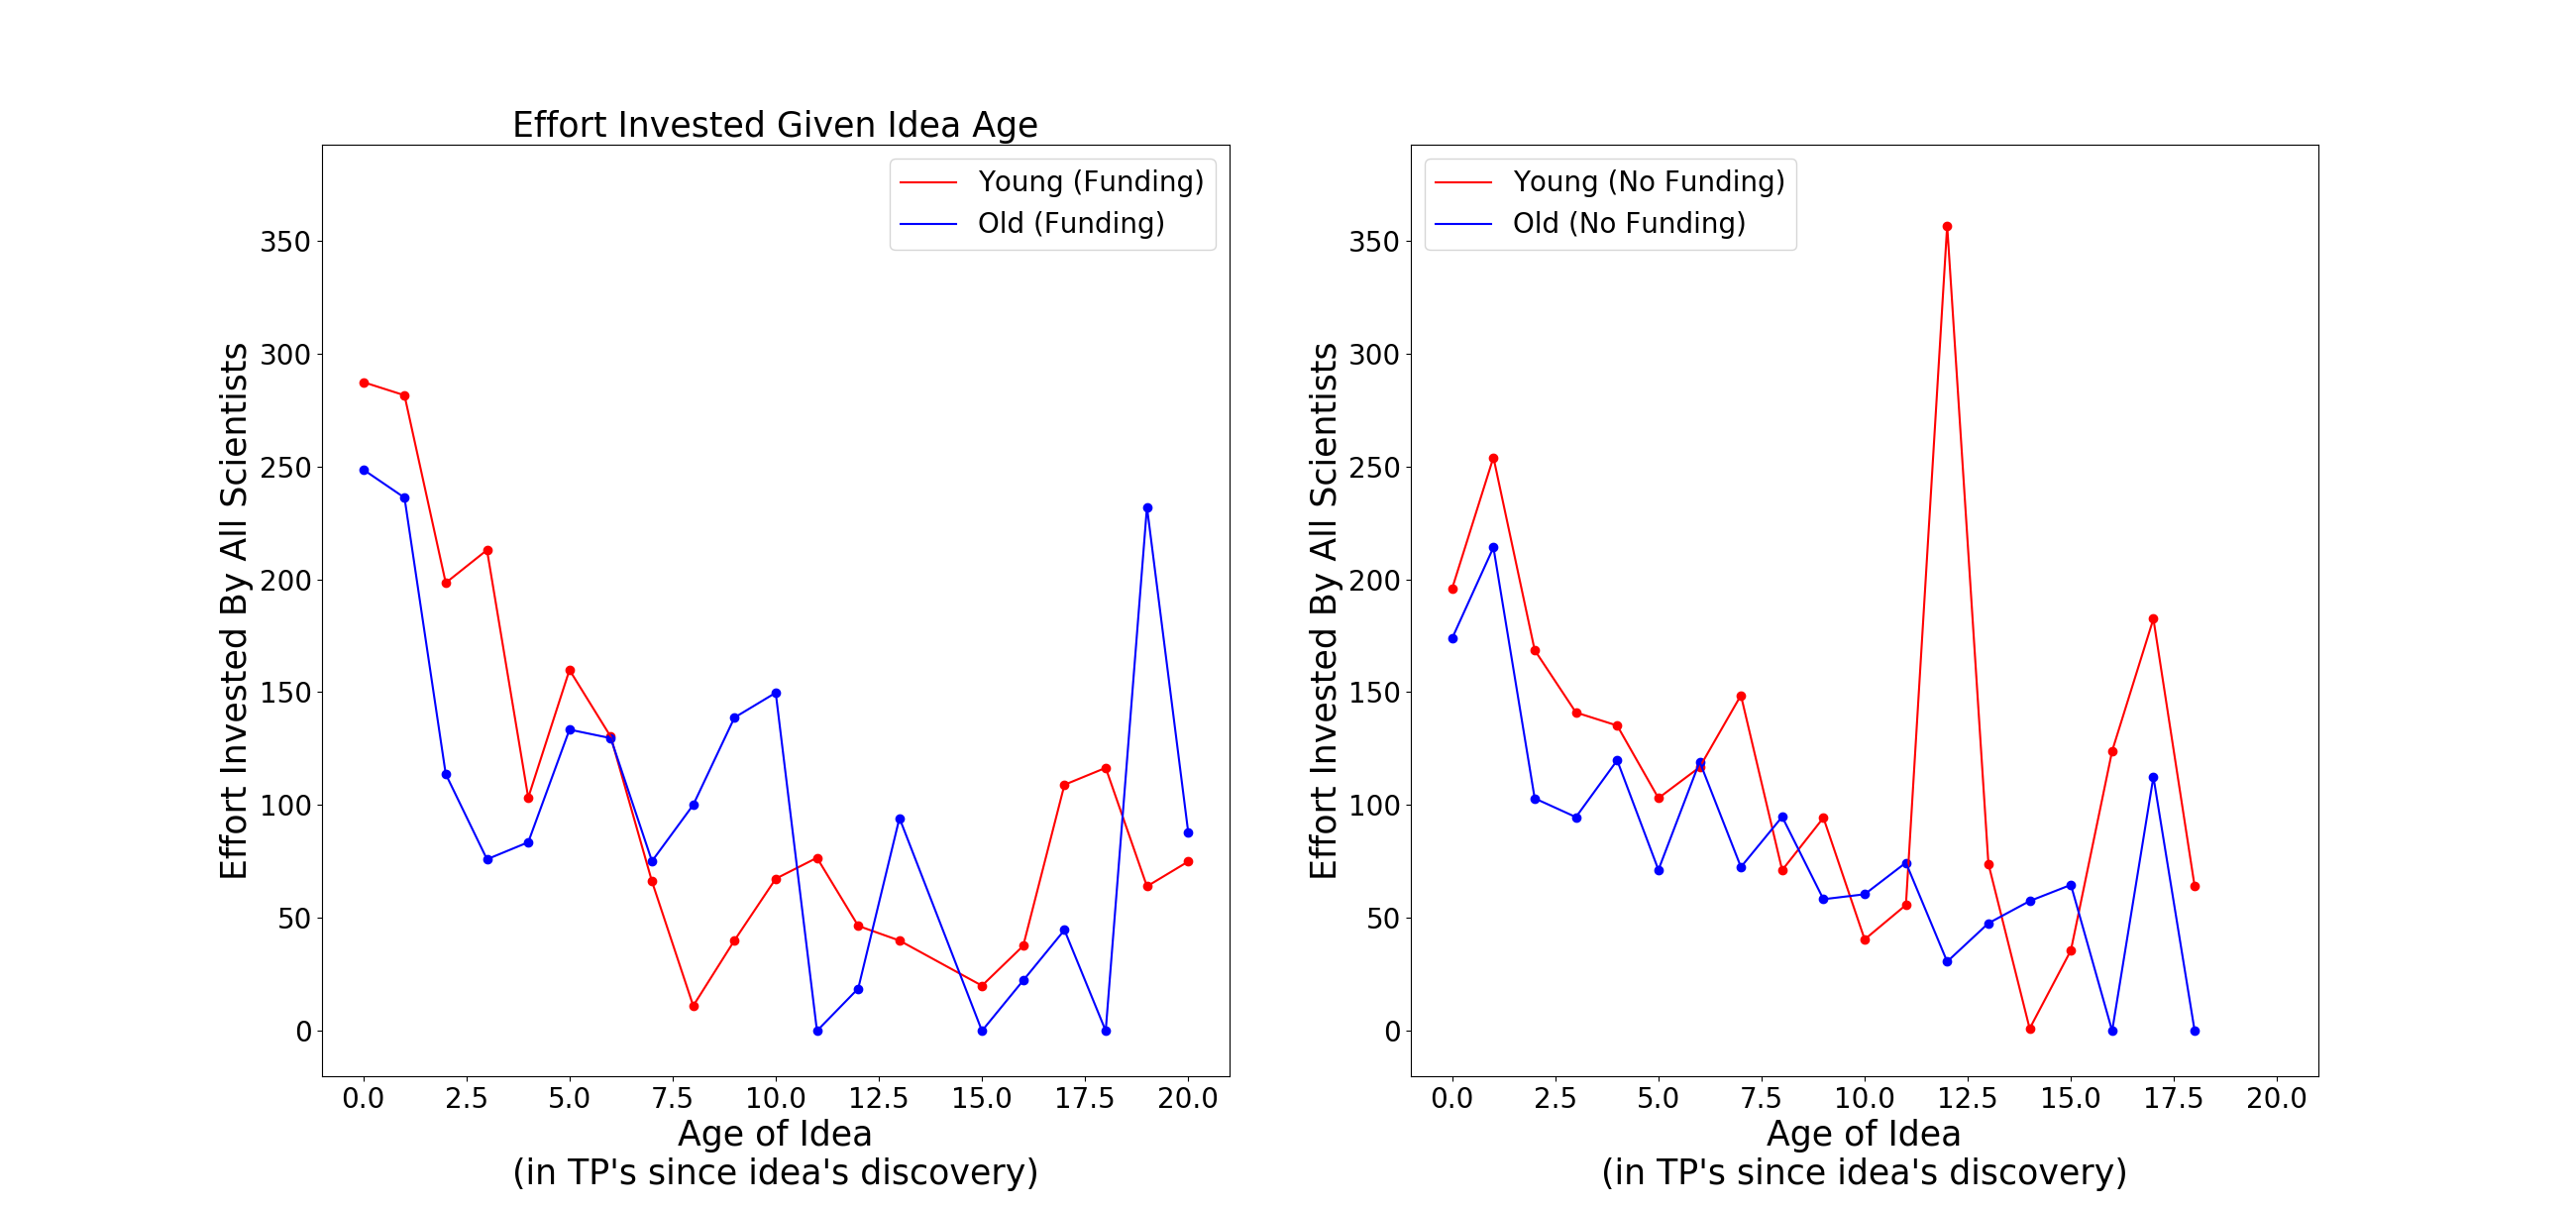 Effort Invested Given Idea Age
Young (Funding)
Old (Funding)
Effort Invested By All Scientists
350
300
250
200
150
100
50
0
0.0 2.5 5.0 7.5 10.0 12.5 15.0 17.5 20.0
Age of Idea
(in TP's since idea's discovery)
Young (No Funding)
Old (No Funding)
Effort Invested By All Scientists
350
300
250
200
150
100
50
0
0.0 2.5 5.0 7.5 10.0 12.5 15.0 17.5 20.0
Age of Idea
(in TP's since idea's discovery)